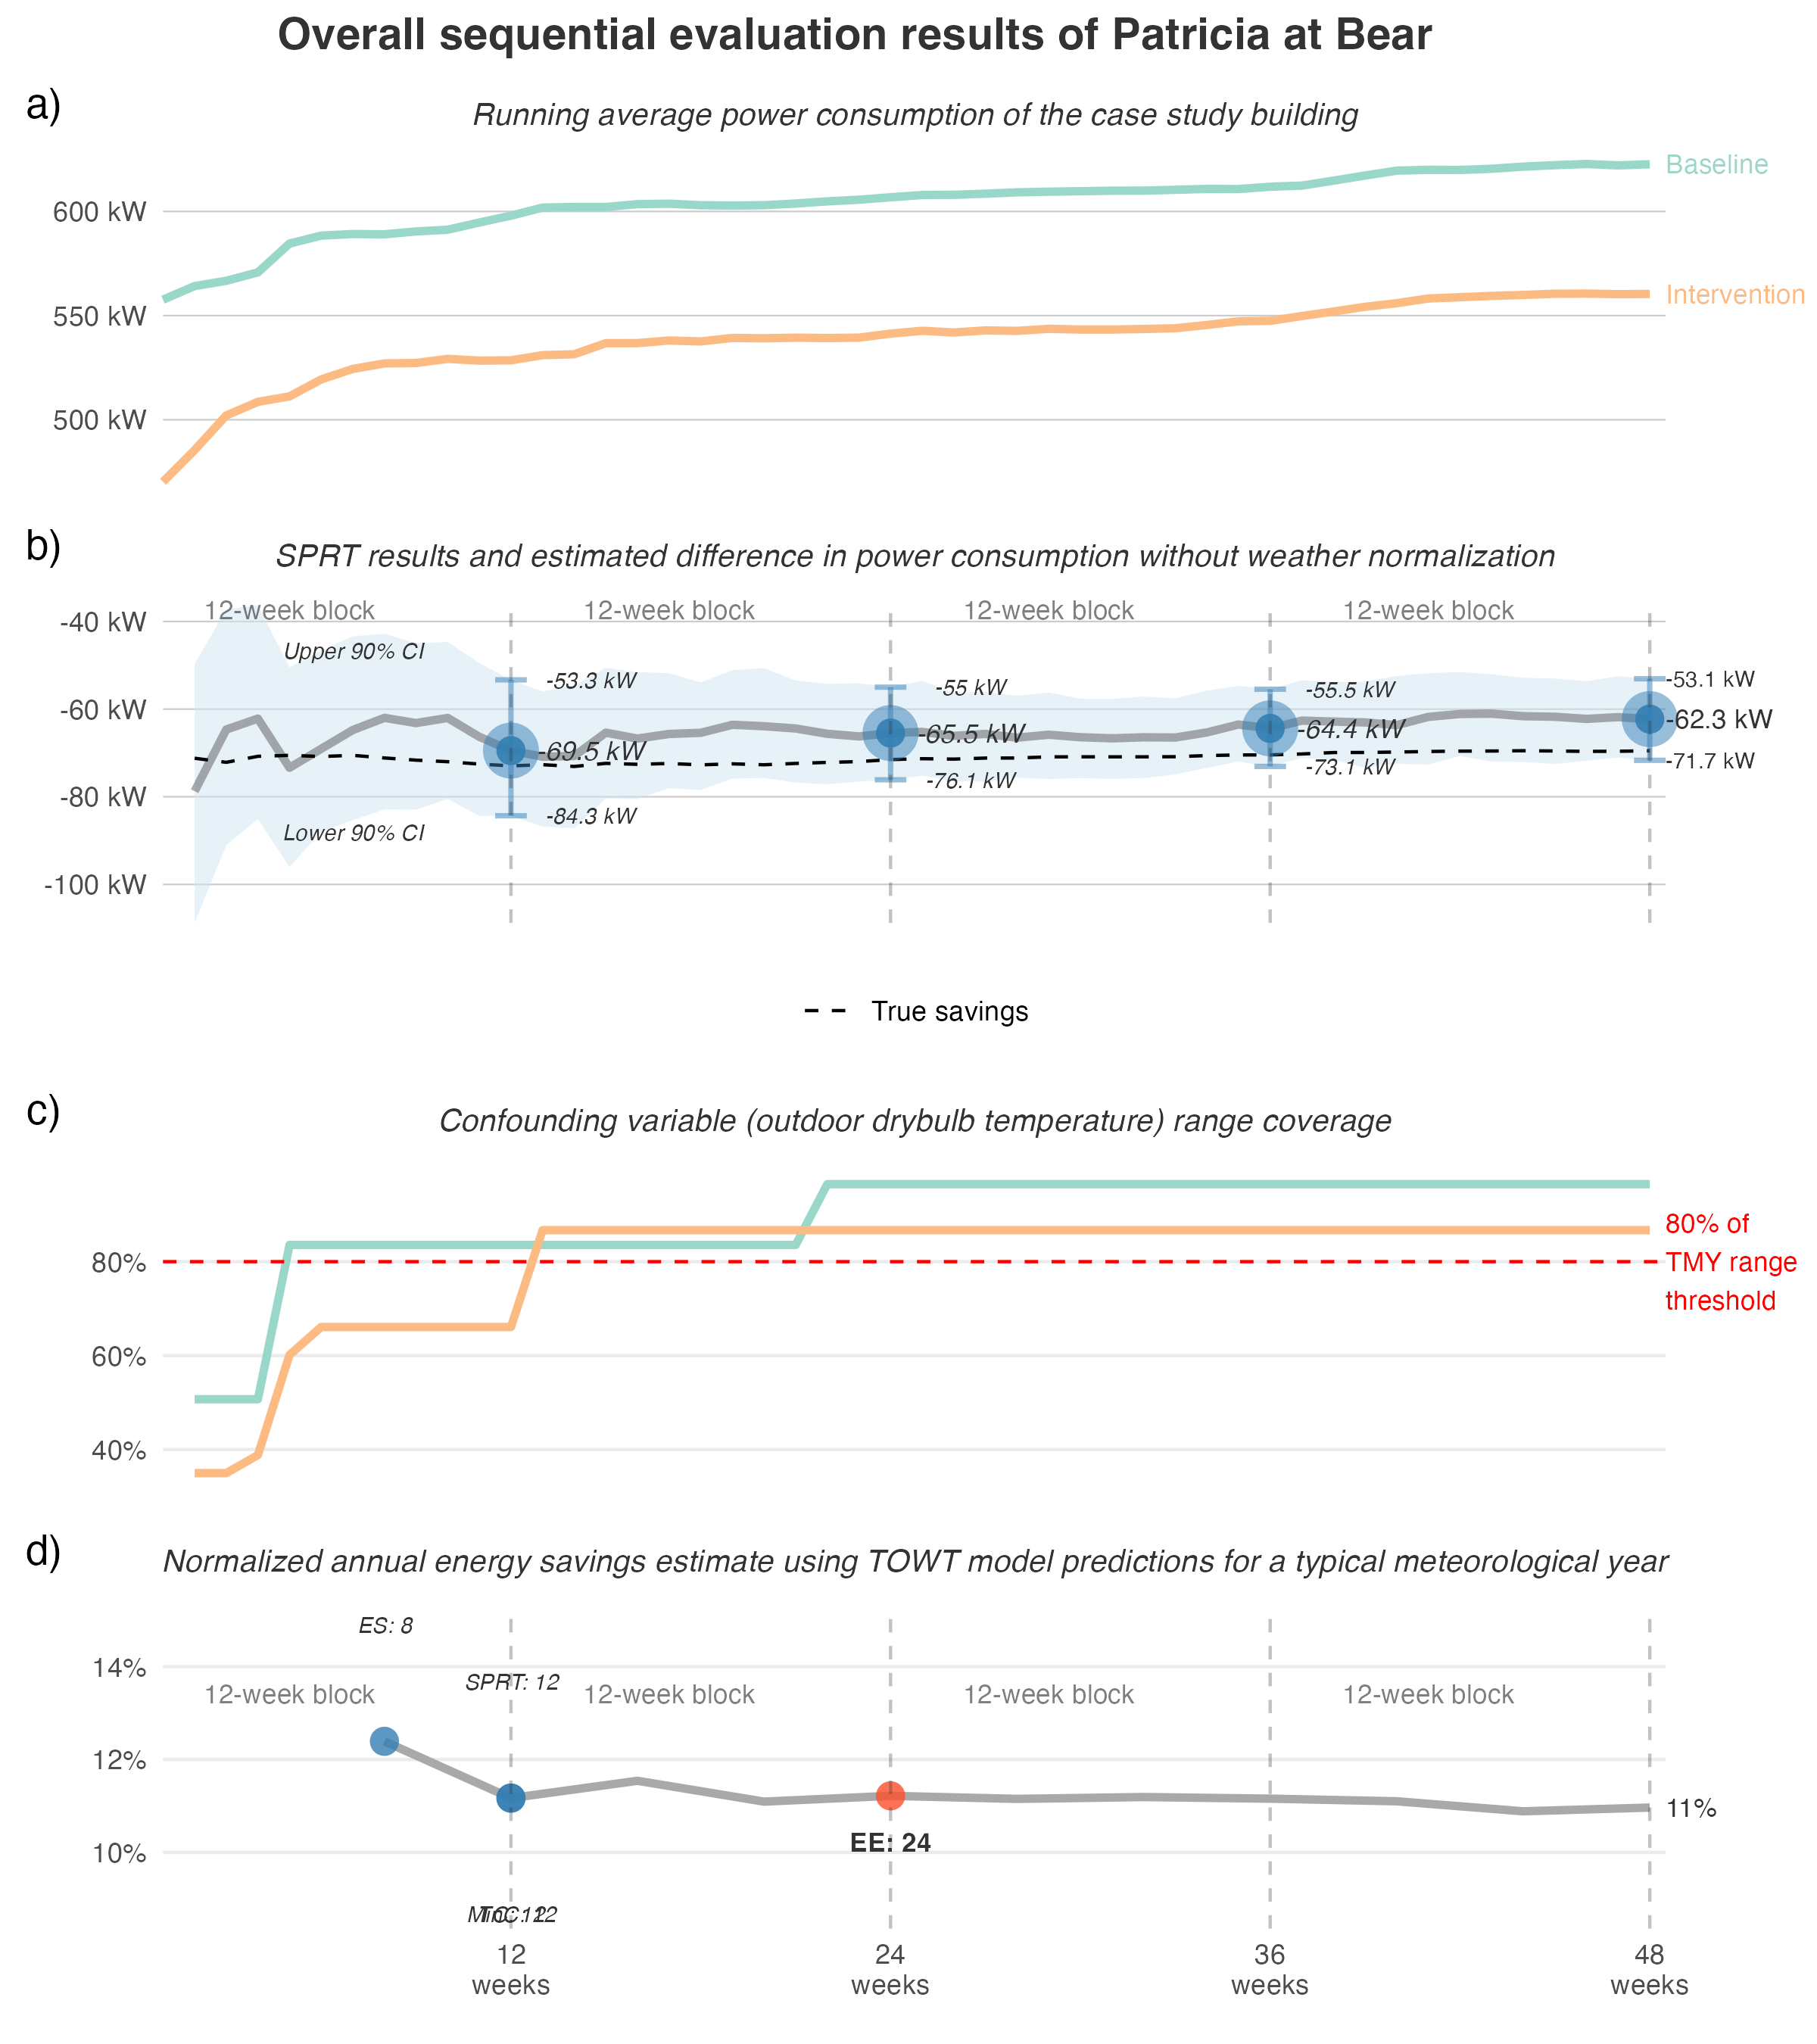 Overall sequential evaluation results of Patricia at Bear
a)
Running average power consumption of the case study building
600 kW
550 kW
500 kW
Baseline
Intervention
b)
SPRT results and estimated difference in power consumption without weather normalization
12-week block 12-week block 12-week block 12-week block
-40 kW
-60 kW
-80 kW
-100 kW
Upper 90% CI
Lower 90% CI
-53.3 kW
-69.5 kW
-84.3 kW
-55 kW
-65.5 kW
-76.1 kW
-55.5 kW
-64.4 kW
-73.1 kW
-53.1 kW
-62.3 kW
-71.7 kW
True savings
c)
Confounding variable (outdoor drybulb temperature) range coverage
80%
60%
40%
80% of
TMY range
threshold
d)
Normalized annual energy savings estimate using TOWT model predictions for a typical meteorological year
ES: 8
14%
SPRT: 12
12-week block 12-week block 12-week block 12-week block
12%
11%
EE: 24
10%
12
weeks
24
weeks
36
weeks
48
weeks